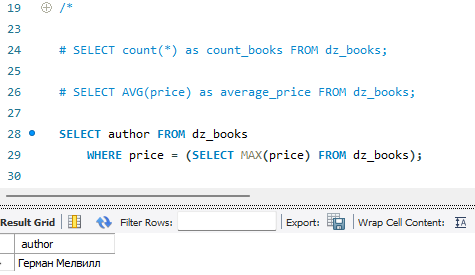 19 /*
23
24 # SELECT count(*) as count_books FROM dz_books;
25
26 # SELECT AVG(price) as average_price FROM dz_books;
27
28 SELECT author FROM dz_books
29 WHERE price = (SELECT MAX(price) FROM dz_books);
30
Result Grid Filter Rows: Export: Wrap Cell Content: IA
author
Герман Мелвилл